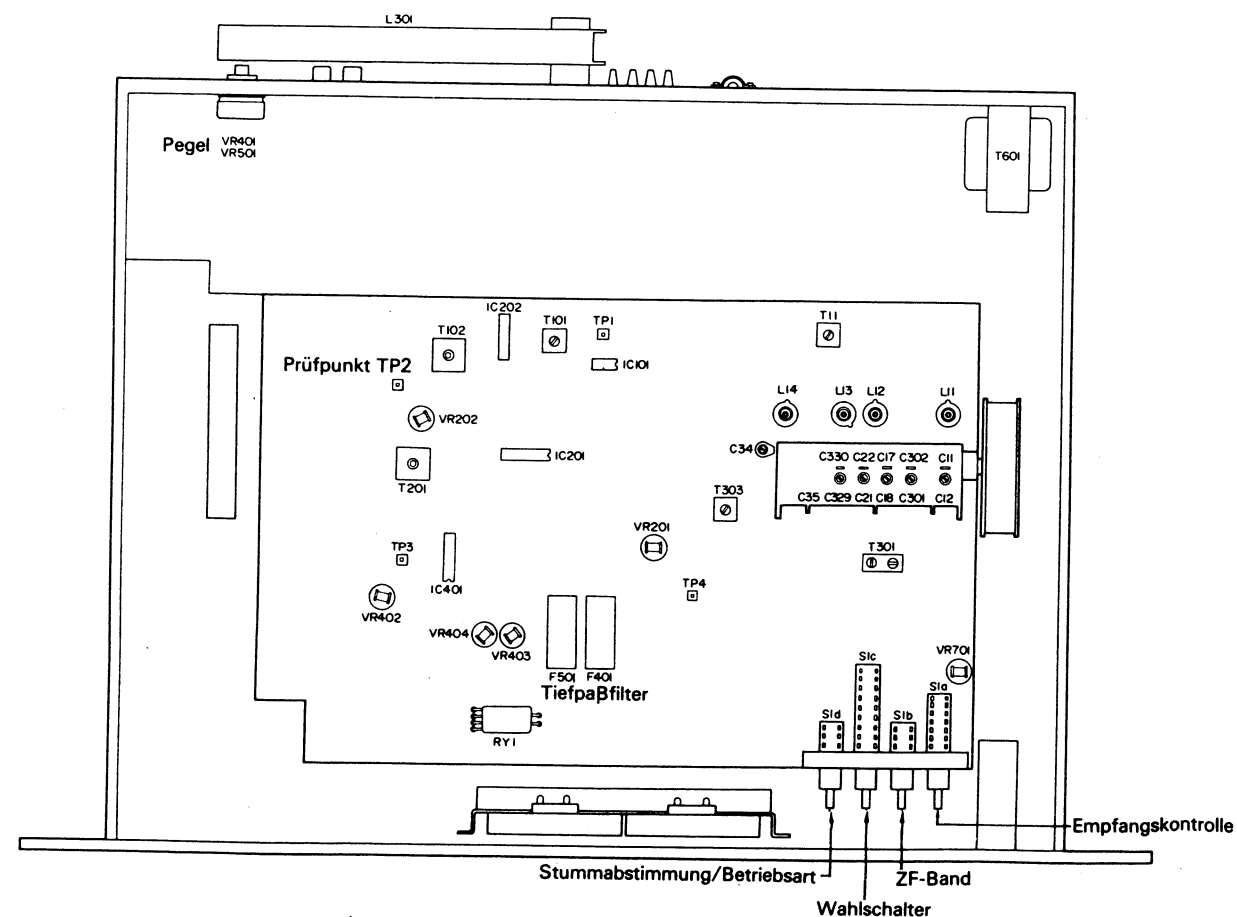 L301
Pegel VR401
VR501
T601
IC202
T102
T101
TP1
T11
IC101
Prüfpunkt TP2
L14 L13 L12 L11
VR202
C34
C330 C22 C17 C302 C11
IC201
T201
C35 C329 C21 C18 C301 C12
T303
VR201
TP3
T301
IC401
TP4
VR402
VR404
VR403
S1c
VR701
F501 F401
Tiefpaβfilter
S1a
S1d
S1b
RY1
Empfangskontrolle
Stummabstimmung/Betriebsart
ZF-Band
Wahlschalter